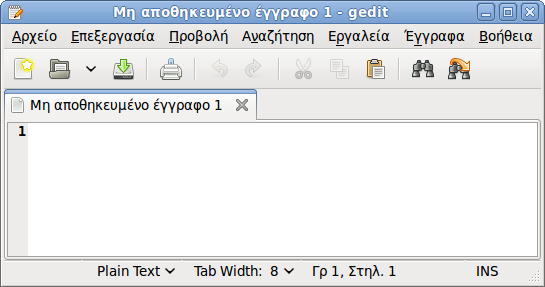 Μη αποθηκευμένο έγγραφο 1 - gedit
Αρχείο Επεξεργασία Προβολή Αναζήτηση Εργαλεία Έγγραφα Βοήθεια
Μη αποθηκευμένο έγγραφο 1
1
Plain Text Tab Width: 8 Γρ 1, Στηλ. 1 INS